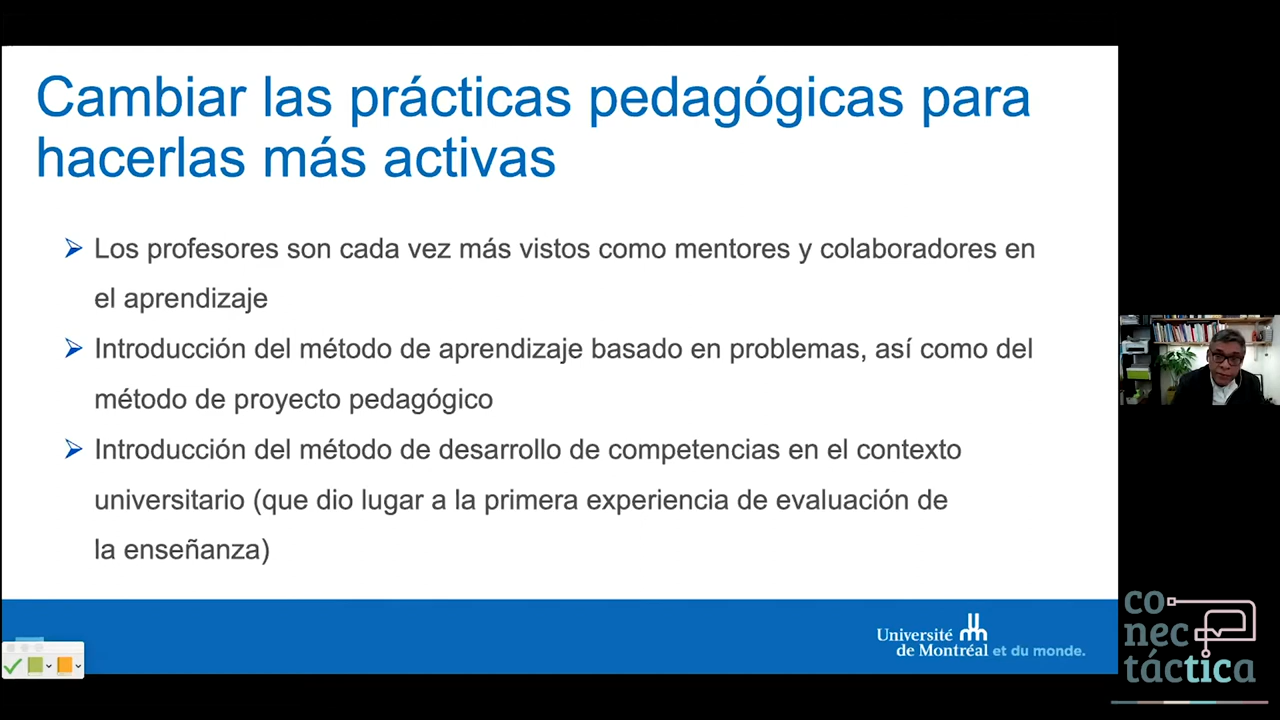 Cambiar las prácticas pedagógicas para
hacerlas más activas
Los profesores son cada vez más vistos como mentores y colaboradores en
el aprendizaje
Introducción del método de aprendizaje basado en problemas, así como del
método de proyecto pedagógico
Introducción del método de desarrollo de competencias en el contexto
universitario (que dio lugar a la primera experiencia de evaluación de
la enseñanza)
Université
de Montréal et du monde.
co
nec
táctica